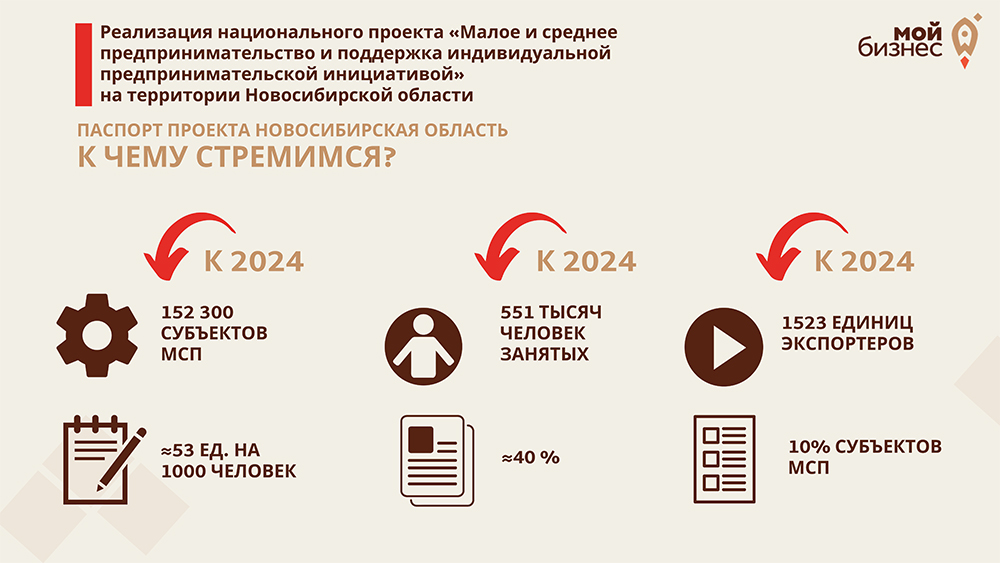 Реализация национального проекта «Малое и среднее
предпринимательство и поддержка индивидуальной
предпринимательской инициативой»
на территории Новосибирской области
МОЙ
бизнес
ПАСПОРТ ПРОЕКТА НОВОСИБИРСКАЯ ОБЛАСТЬ
К ЧЕМУ СТРЕМИМСЯ?
К 2024
152 300
СУБЪЕКТОВ
МСП
≈53 ЕД. НА
1000 ЧЕЛОВЕК
К 2024
551 ТЫСЯЧ
ЧЕЛОВЕК
ЗАНЯТЫХ
≈40 %
К 2024
1523 ЕДИНИЦ
ЭКСПОРТЕРОВ
10% СУБЪЕКТОВ
МСП